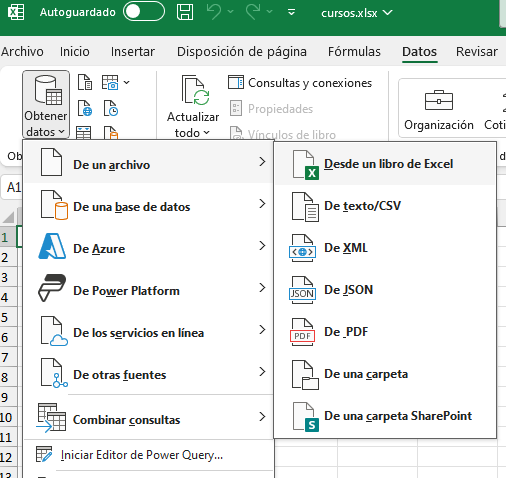 Autoguardado
cursos.xlsx
Archivo Inicio Insertar Disposición de página Fórmulas Datos Revisar
Obtener datos
Actualizar todo
Consultas y conexiones
Propiedades
Vínculos de libro
Organización
A1
De un archivo
De una base de datos
De Azure
De Power Platform
De los servicios en línea
De otras fuentes
Combinar consultas
Iniciar Editor de Power Query...
Desde un libro de Excel
De texto/CSV
De XML
De JSON
De .PDF
De una carpeta
De una carpeta SharePoint
1
2
3
4
5
6
7
8
9
10
11
12
13